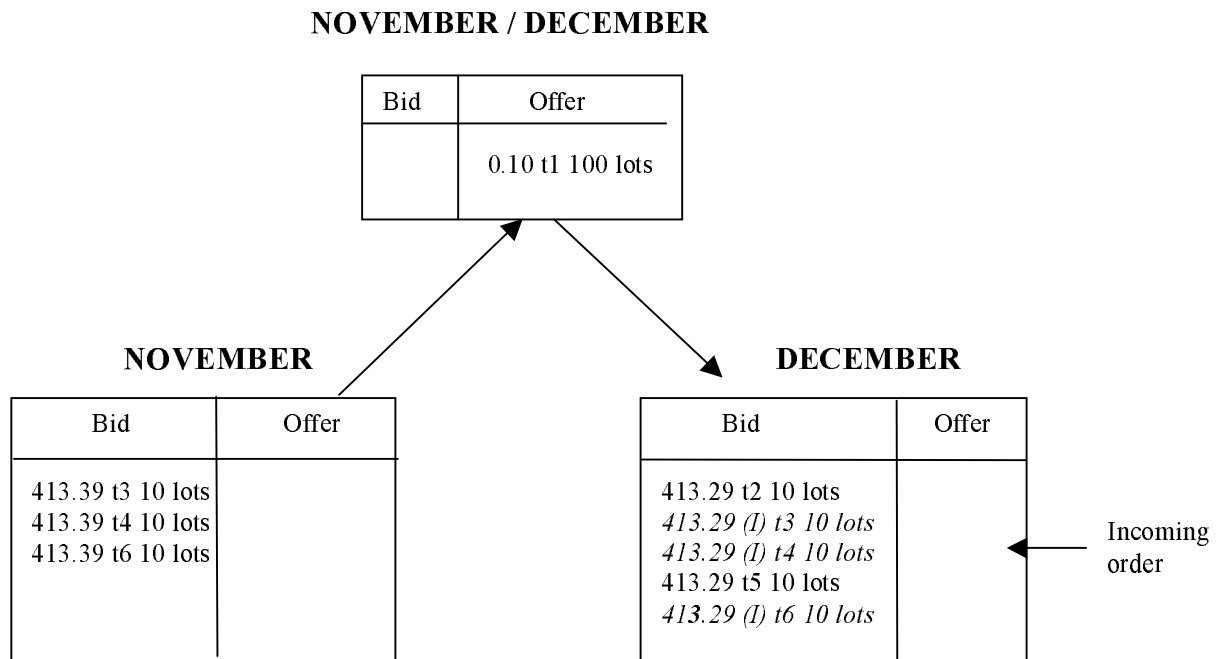 NOVEMBER / DECEMBER
Bid Offer
0.10 t1 100 lots
NOVEMBER
Bid Offer
413.39 t3 10 lots
413.39 t4 10 lots
413.39 t6 10 lots
DECEMBER
Bid Offer
413.29 t2 10 lots
413.29 (I) t3 10 lots
413.29 (I) t4 10 lots
413.29 t5 10 lots
413.29 (I) t6 10 lots
Incoming
order